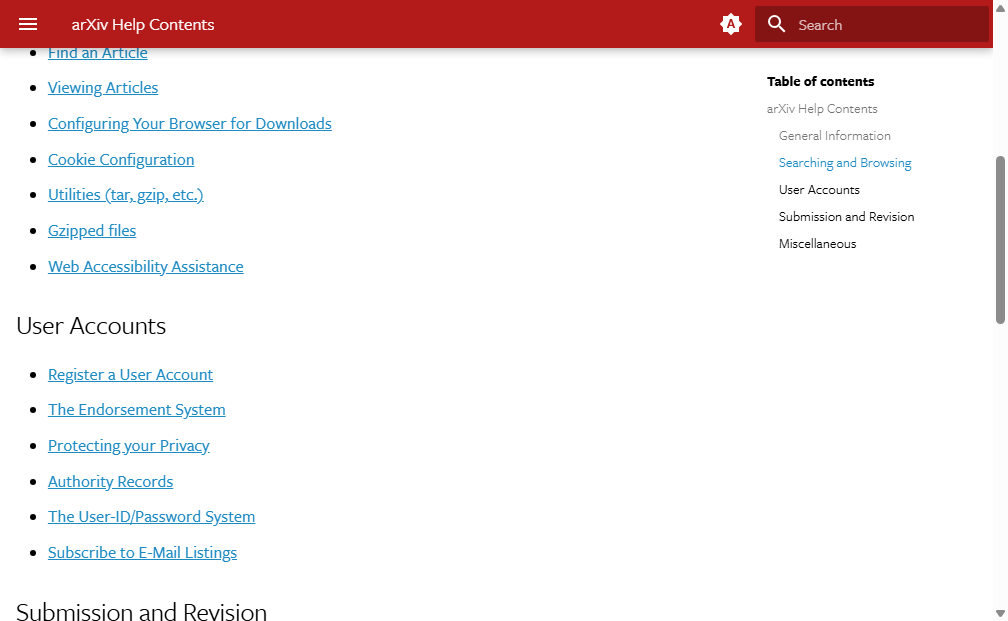 arXiv Help Contents
A
Search
Find an Article
Viewing Articles
Configuring Your Browser for Downloads
Cookie Configuration
Utilities (tar, gzip, etc.)
Gzipped files
Web Accessibility Assistance
User Accounts
Register a User Account
The Endorsement System
Protecting your Privacy
Authority Records
The User-ID/Password System
Subscribe to E-Mail Listings
Submission and Revision
Table of contents
arXiv Help Contents
General Information
Searching and Browsing
User Accounts
Submission and Revision
Miscellaneous